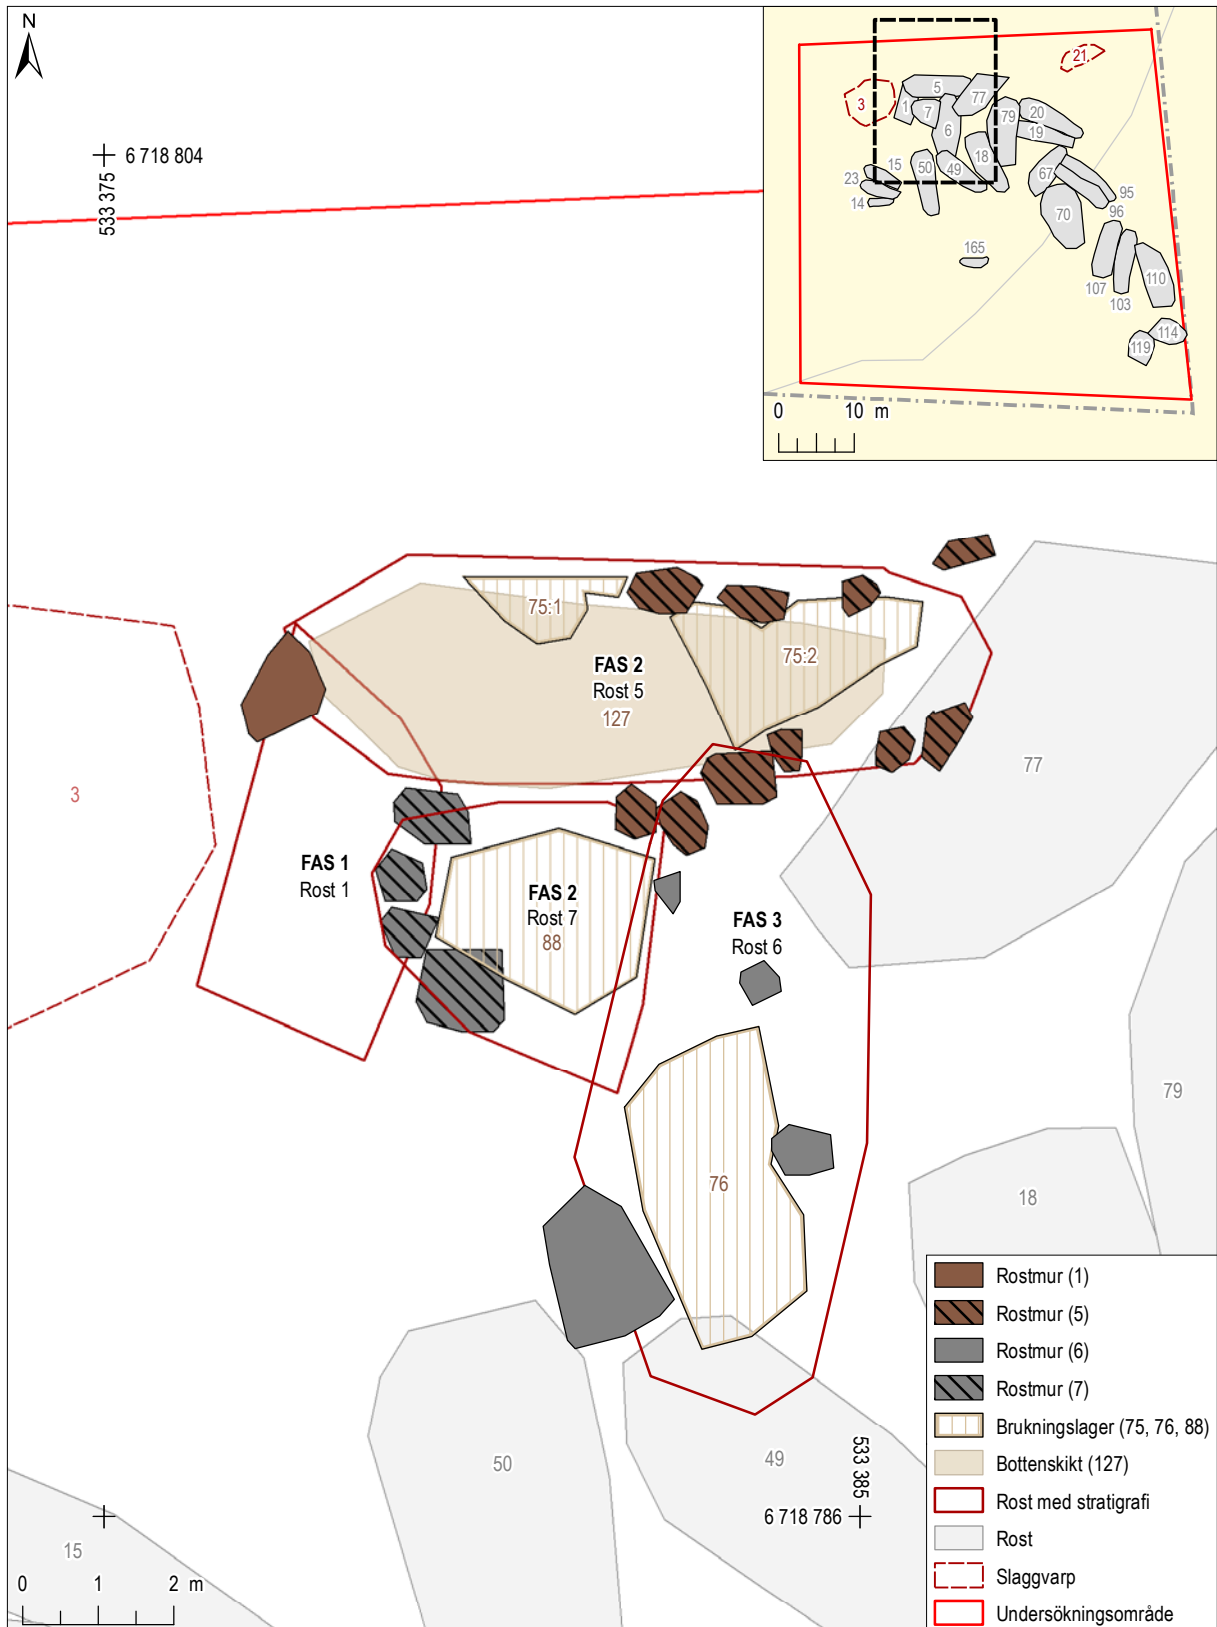 N
6 718 804
533 375
21
3
5
1
7
77
6
79
20
19
18
15
50
49
23
14
67
95
96
70
165
107
103
110
114
119
0 10 m
75:1
75:2
FAS 2
Rost 5
127
77
3
FAS 1
Rost 1
FAS 2
Rost 7
88
FAS 3
Rost 6
79
76
18
50
49
533 385
6 718 786
15
0 1 2 m
Rostmur (1)
Rostmur (5)
Rostmur (6)
Rostmur (7)
Brukningslager (75, 76, 88)
Bottenskikt (127)
Rost med stratigrafi
Rost
Slaggvarp
Undersökningsområde